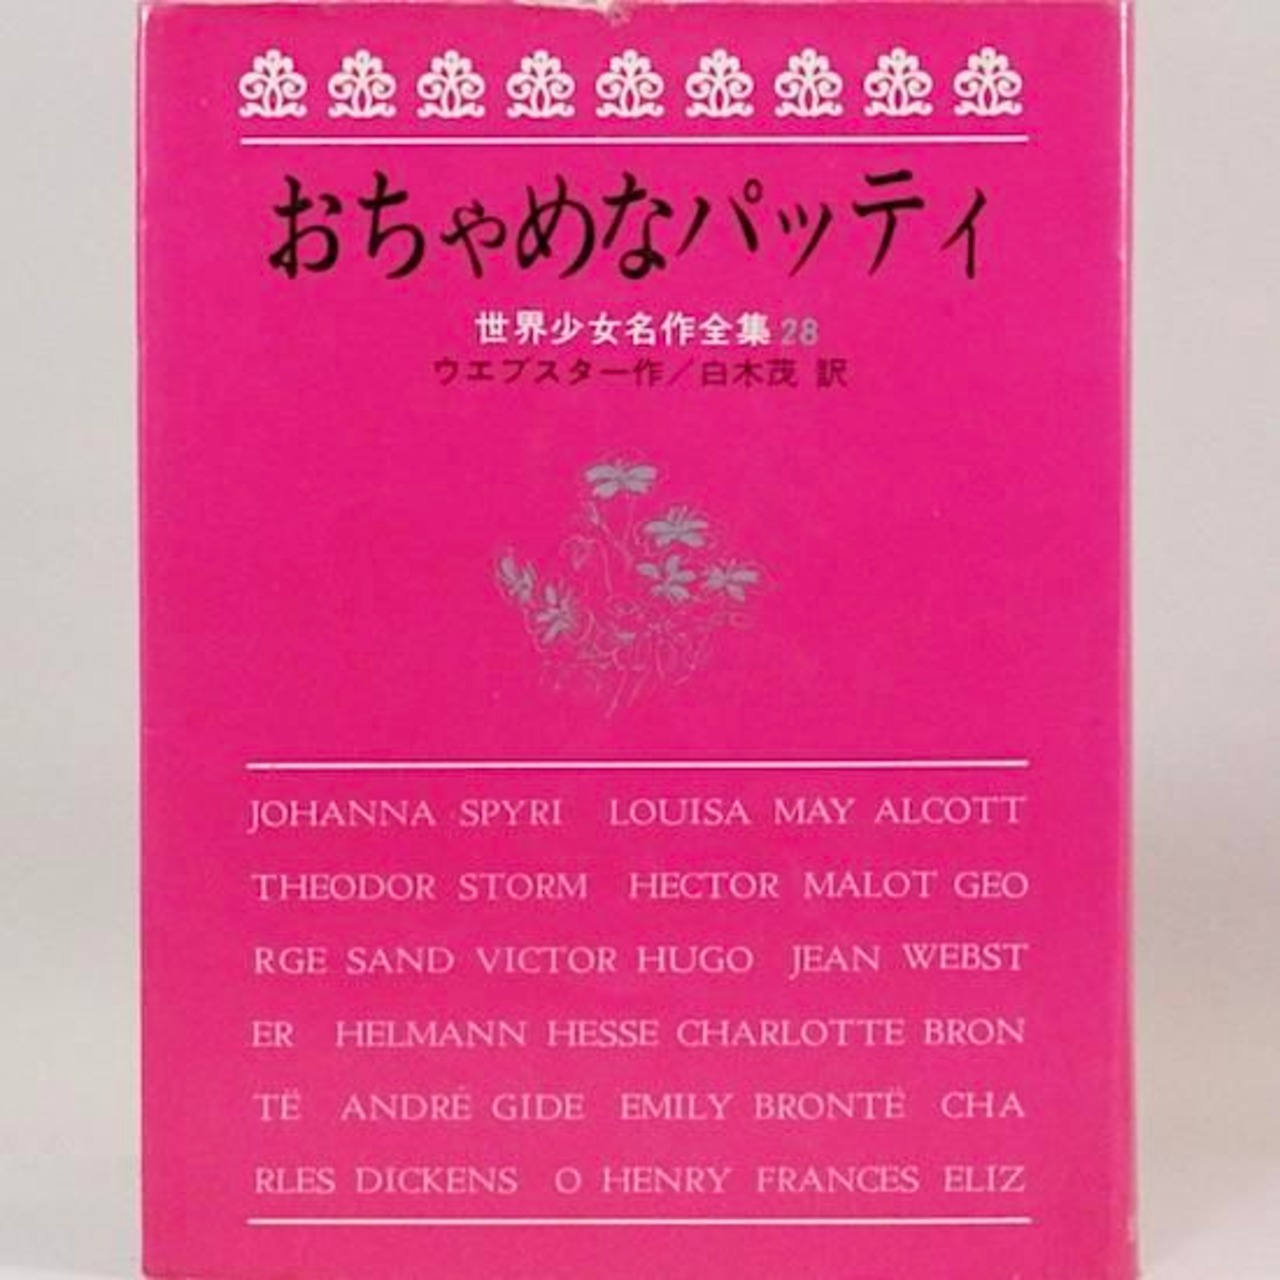 おちゃめなパッティ
世界少女名作全集28
ウエブスター作／白木茂 訳
JOHANNA SPYRI LOUISA MAY ALCOTT
THEODOR STORM HECTOR MALOT GEO
RGE SAND VICTOR HUGO JEAN WEBST
ER HELMANN HESSE CHARLOTTE BRON
TË ANDRÉ GIDE EMILY BRONTË CHA
RLES DICKENS O HENRY FRANCES ELIZ